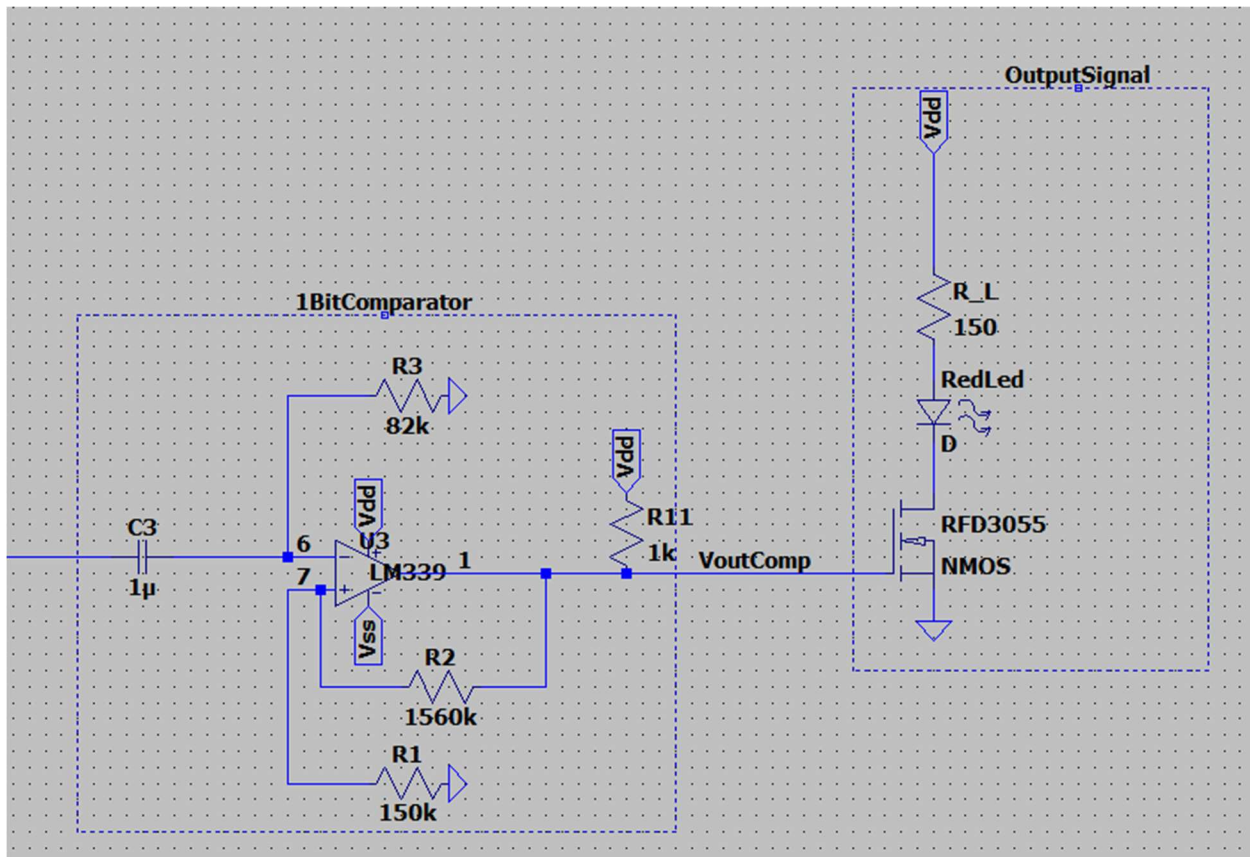 OutputSignal
Vdd
R_L
150
RedLed
D
RFD3055
NMOS
1BitComparator
R3
82k
Vdd
Vdd
R11
1k
C3
1µ
6
7
U3
LM339
1
VoutComp
Vss
R2
1560k
R1
150k